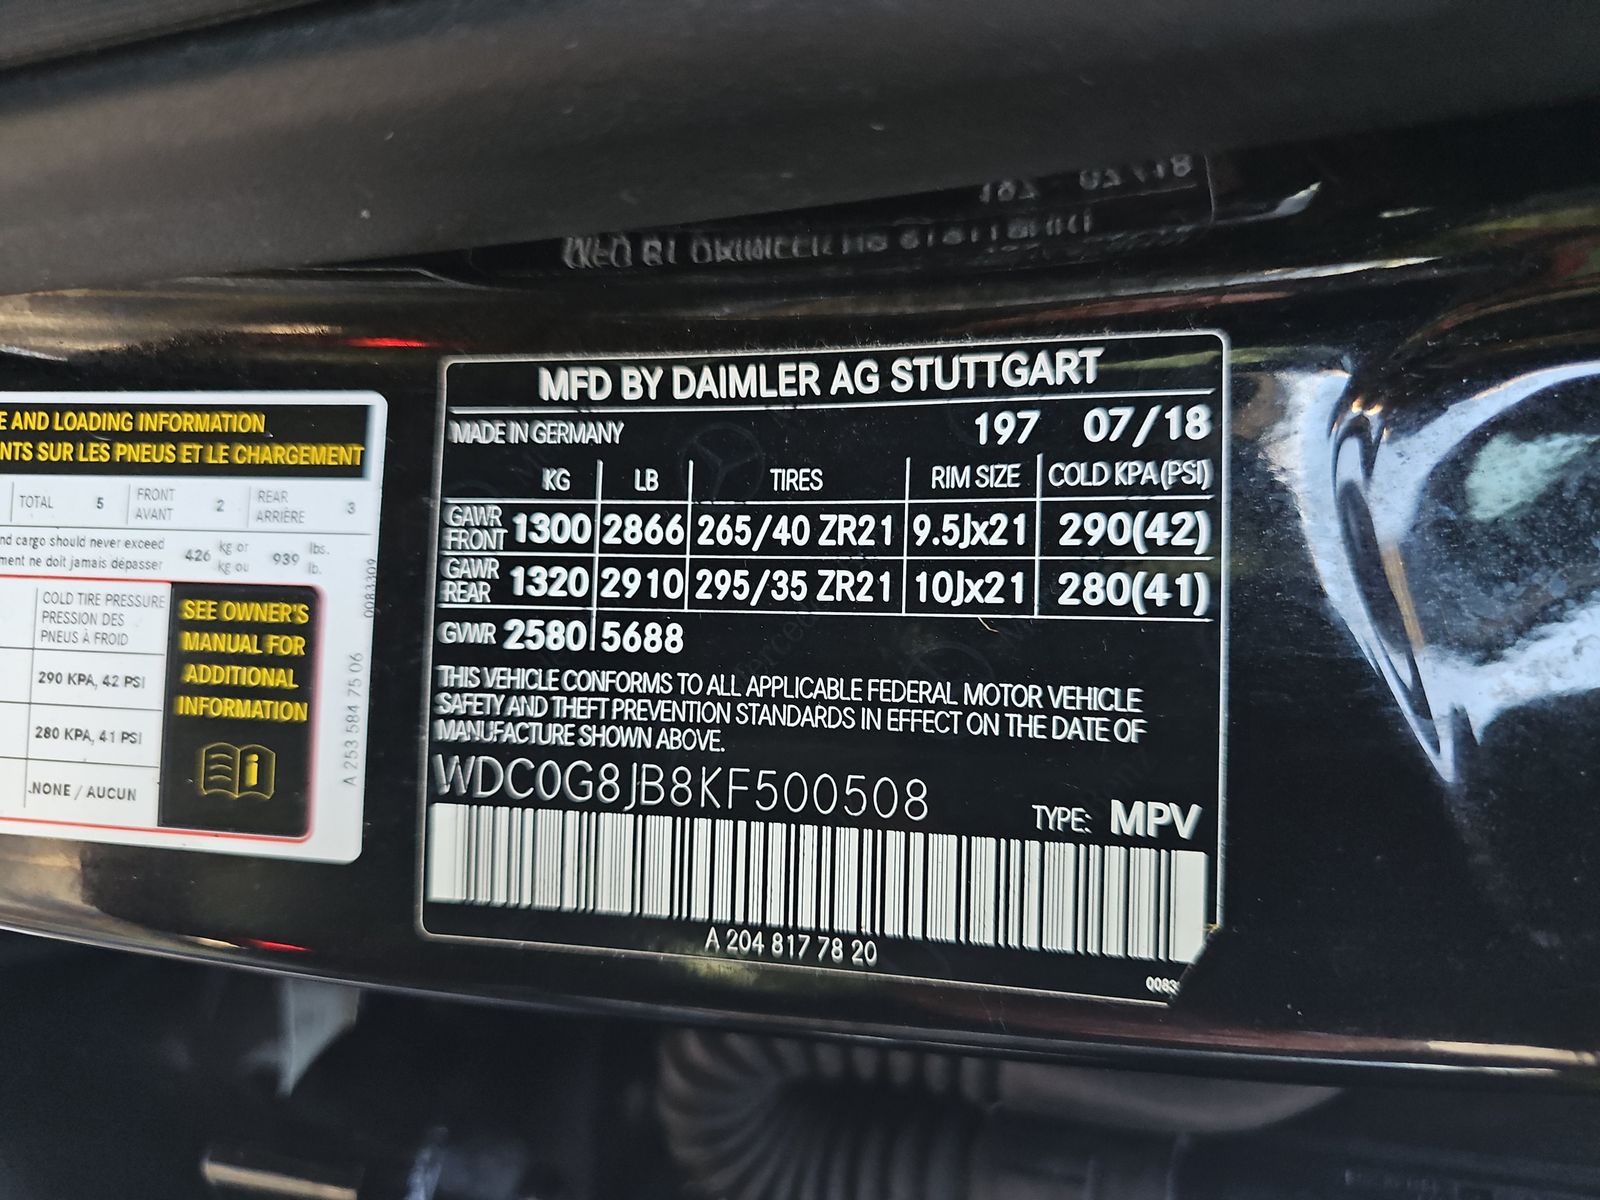 E AND LOADING INFORMATION
NTS SUR LES PNEUS ET LE CHARGEMENT
TOTAL 5 FRONT AVANT 2 REAR ARRIÈRE 3
nd cargo should never exceed 426 kg or 939 lbs.
ment ne doit jamais dépasser kg ou lb.
COLD TIRE PRESSURE
PRESSION DES
PNEUS À FROID
290 KPA, 42 PSI
280 KPA, 41 PSI
NONE / AUCUN
SEE OWNER'S
MANUAL FOR
ADDITIONAL
INFORMATION
0083309
A 253 584 75 06
MFD BY DAIMLER AG STUTTGART
MADE IN GERMANY 197 07/18
KG LB TIRES RIM SIZE COLD KPA(PSI)
GAWR FRONT 1300 2866 265/40 ZR21 9.5Jx21 290(42)
GAWR REAR 1320 2910 295/35 ZR21 10Jx21 280(41)
GVWR 2580 5688
THIS VEHICLE CONFORMS TO ALL APPLICABLE FEDERAL MOTOR VEHICLE
SAFETY AND THEFT PREVENTION STANDARDS IN EFFECT ON THE DATE OF
MANUFACTURE SHOWN ABOVE.
WDC0G8JB8KF500508
TYPE: MPV
A 204 817 78 20
0083